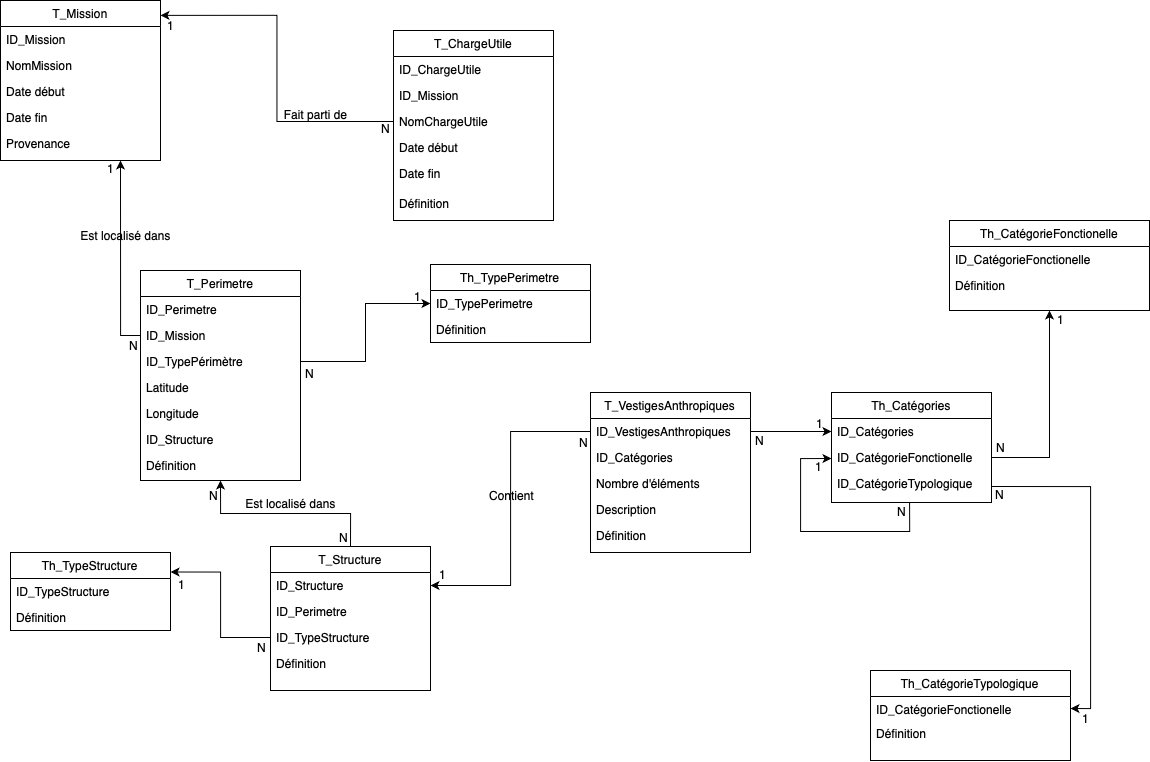 T_Mission
ID_Mission
NomMission
Date début
Date fin
Provenance
1
1
T_ChargeUtile
ID_ChargeUtile
ID_Mission
NomChargeUtile
Date début
Date fin
Définition
Fait parti de
N
Est localisé dans
N
T_Perimetre
ID_Perimetre
ID_Mission
ID_TypePérimètre
Latitude
Longitude
ID_Structure
Définition
N
1
Th_TypePerimetre
ID_TypePerimetre
Définition
N
Est localisé dans
N
Th_TypeStructure
ID_TypeStructure
Définition
1
N
T_Structure
ID_Structure
ID_Perimetre
ID_TypeStructure
Définition
1
Contient
N
T_VestigesAnthropiques
ID_VestigesAnthropiques
ID_Catégories
Nombre d'éléments
Description
Définition
N
1
1
N
Th_Catégories
ID_Catégories
ID_CatégorieFonctionelle
ID_CatégorieTypologique
N
N
Th_CatégorieFonctionelle
ID_CatégorieFonctionelle
Définition
1
Th_CatégorieTypologique
ID_CatégorieFonctionelle
Définition
1